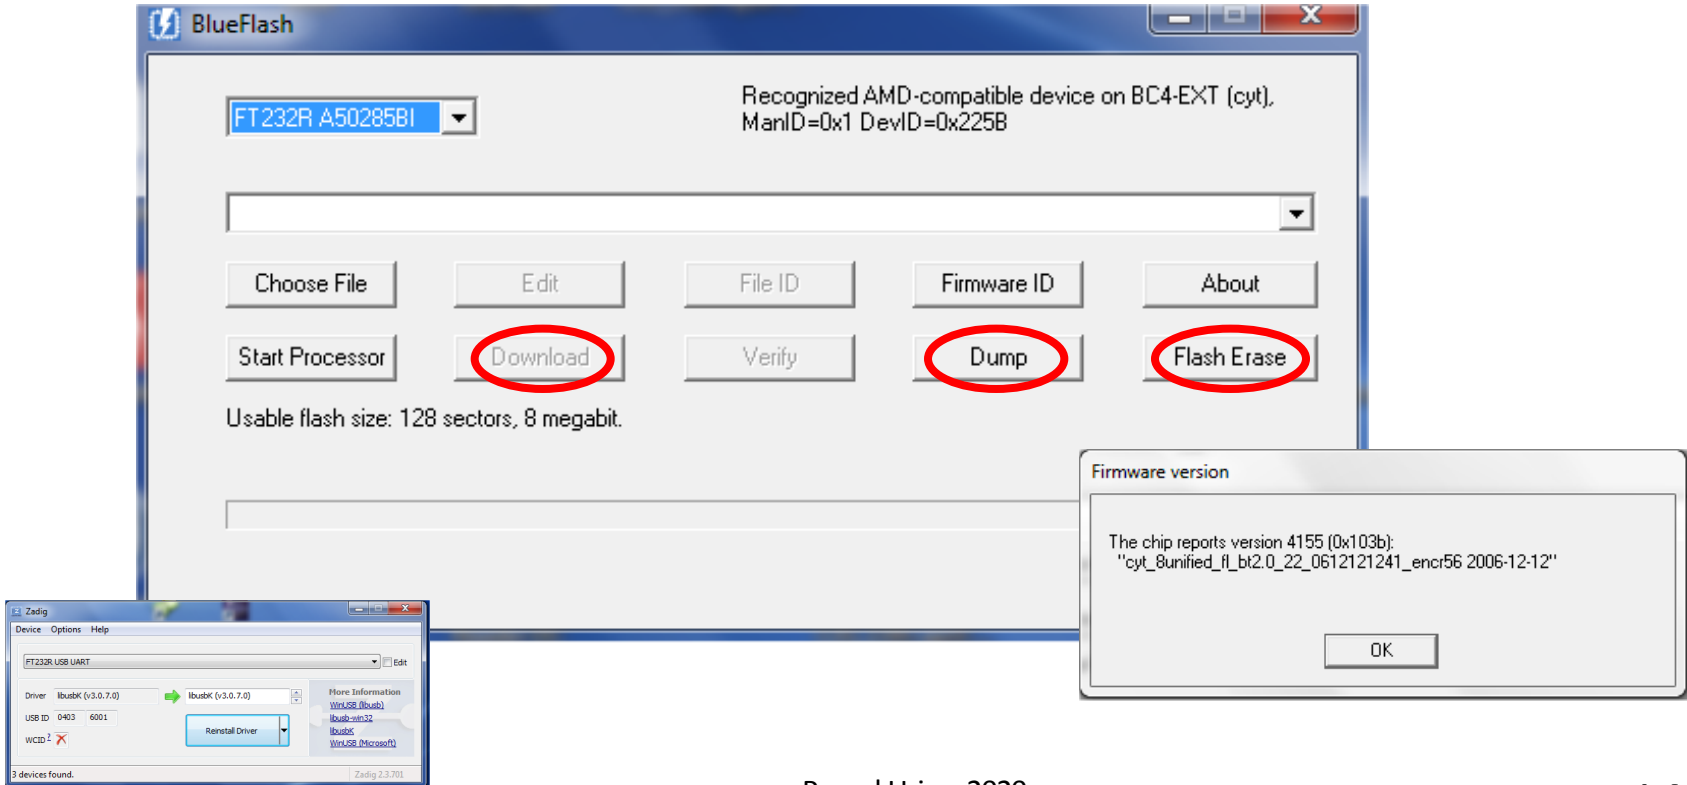 BlueFlash
X
FT232R A50285BI
Recognized AMD-compatible device on BC4-EXT (cyt),
ManID=0x1 DevID=0x225B
Choose File
Edit
File ID
Firmware ID
About
Start Processor
Download
Verify
Dump
Flash Erase
Usable flash size: 128 sectors, 8 megabit.
Firmware version
The chip reports version 4155 (0x103b):
"cyt_8unified_fl_bt2.0_22_0612121241_encr56 2006-12-12"
OK
Zadig
Device Options Help
FT232R USB UART
Edit
Driver libusbK (v3.0.7.0) libusbK (v3.0.7.0)
USB ID 0403 6001
WCID ?
Reinstall Driver
More Information
WinUSB (libusb)
libusb-win32
libusbK
WinUSB (Microsoft)
3 devices found.
Zadig 2.3.701